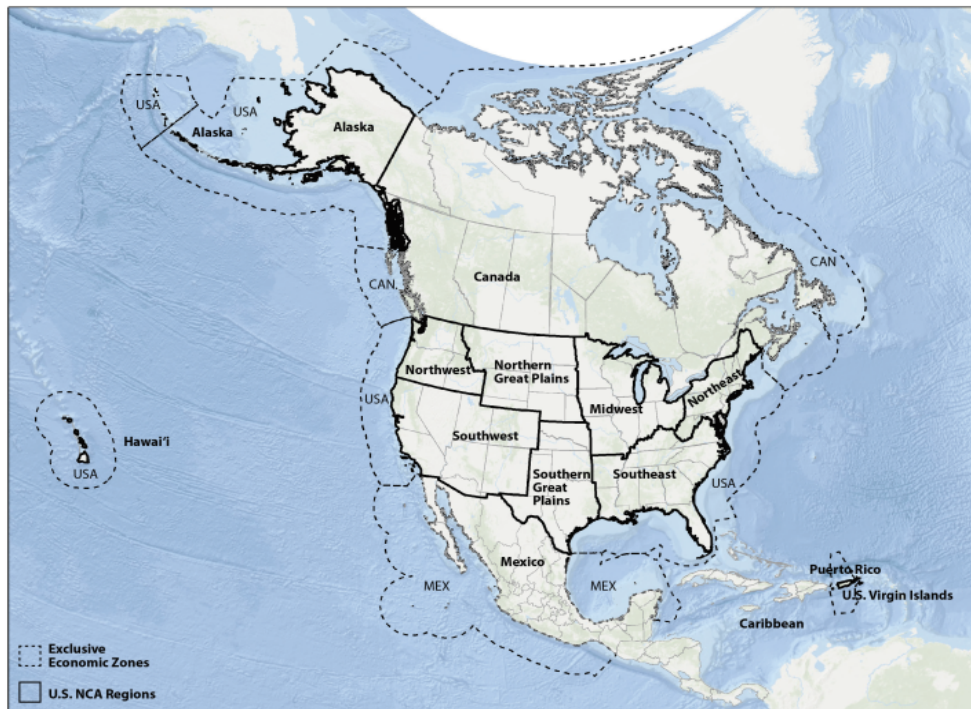 USA
USA
Alaska
Alaska
CAN
CAN.
Canada
Northwest
Northern
Great Plains
Midwest
Northeast
USA
Southwest
Southern
Great
Plains
Southeast
USA
Hawai‘i
USA
Mexico
MEX
MEX
Puerto Rico
U.S. Virgin Islands
Caribbean
Exclusive
Economic Zones
U.S. NCA Regions